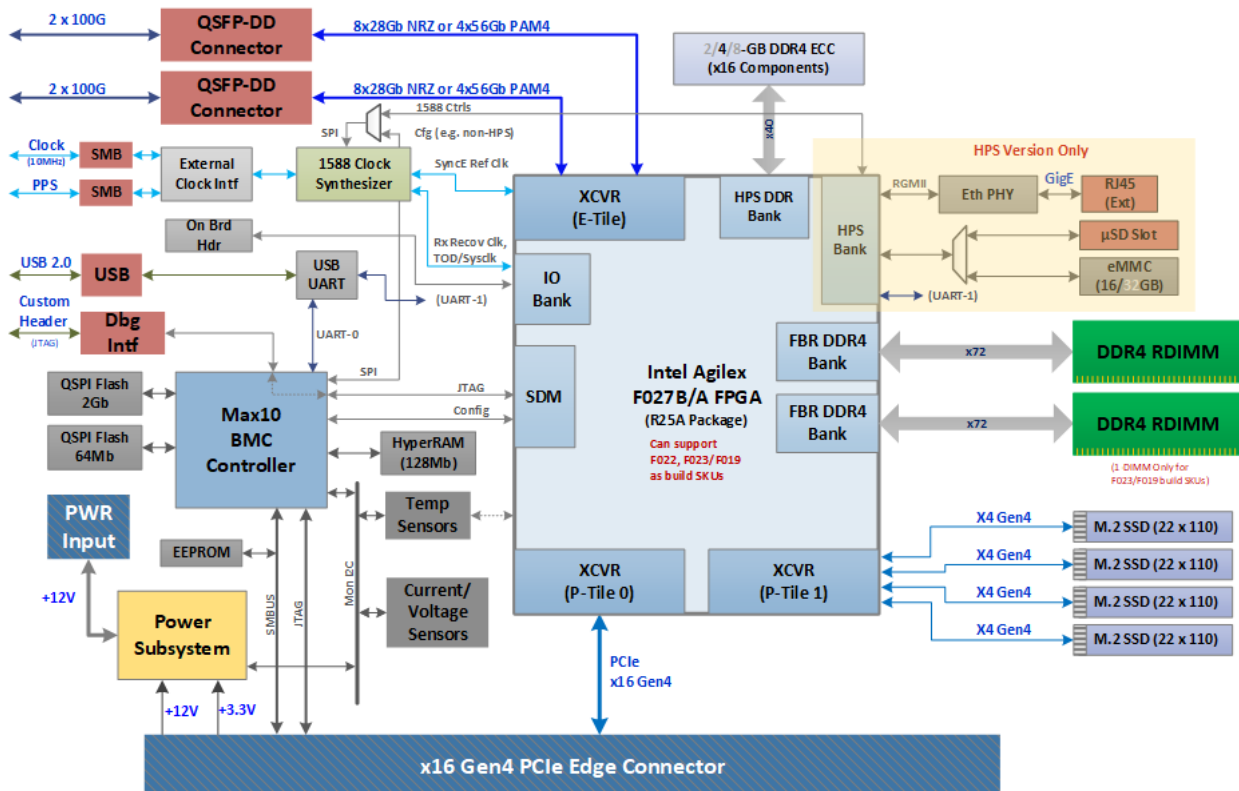 2 x 100G
QSFP-DD
Connector
8x28Gb NRZ or 4x56Gb PAM4
2 x 100G
QSFP-DD
Connector
8x28Gb NRZ or 4x56Gb PAM4
2/4/8-GB DDR4 ECC
(x16 Components)
x40
1588 Ctrls
SPI
Cfg (e.g. non-HPS)
Clock
(10MHz)
SMB
PPS
SMB
External
Clock Intf
1588 Clock
Synthesizer
SyncE Ref Clk
On Brd
Hdr
Rx Recov Clk,
TOD/Sysclk
USB 2.0
USB
USB
UART
(UART-1)
Custom
Header
(JTAG)
Dbg
Intf
UART-0
SPI
JTAG
Config
QSPI Flash
2Gb
QSPI Flash
64Mb
Max10
BMC
Controller
HyperRAM
(128Mb)
Temp
Sensors
Current/
Voltage
Sensors
EEPROM
SMBUS
JTAG
Mon I2C
PWR
Input
+12V
Power
Subsystem
+12V
+3.3V
XCVR
(E-Tile)
HPS DDR
Bank
HPS
Bank
IO
Bank
SDM
FBR DDR4
Bank
FBR DDR4
Bank
Intel Agilex
F027B/A FPGA
(R25A Package)
Can support
F022, F023/F019
as build SKUs
XCVR
(P-Tile 0)
XCVR
(P-Tile 1)
HPS Version Only
RGMII
Eth PHY
GigE
RJ45
(Ext)
µSD Slot
eMMC
(16/32GB)
(UART-1)
x72
DDR4 RDIMM
x72
DDR4 RDIMM
(1 DIMM Only for
F023/F019 build SKUs)
X4 Gen4
M.2 SSD (22 x 110)
X4 Gen4
M.2 SSD (22 x 110)
X4 Gen4
M.2 SSD (22 x 110)
X4 Gen4
M.2 SSD (22 x 110)
PCIe
x16 Gen4
x16 Gen4 PCIe Edge Connector